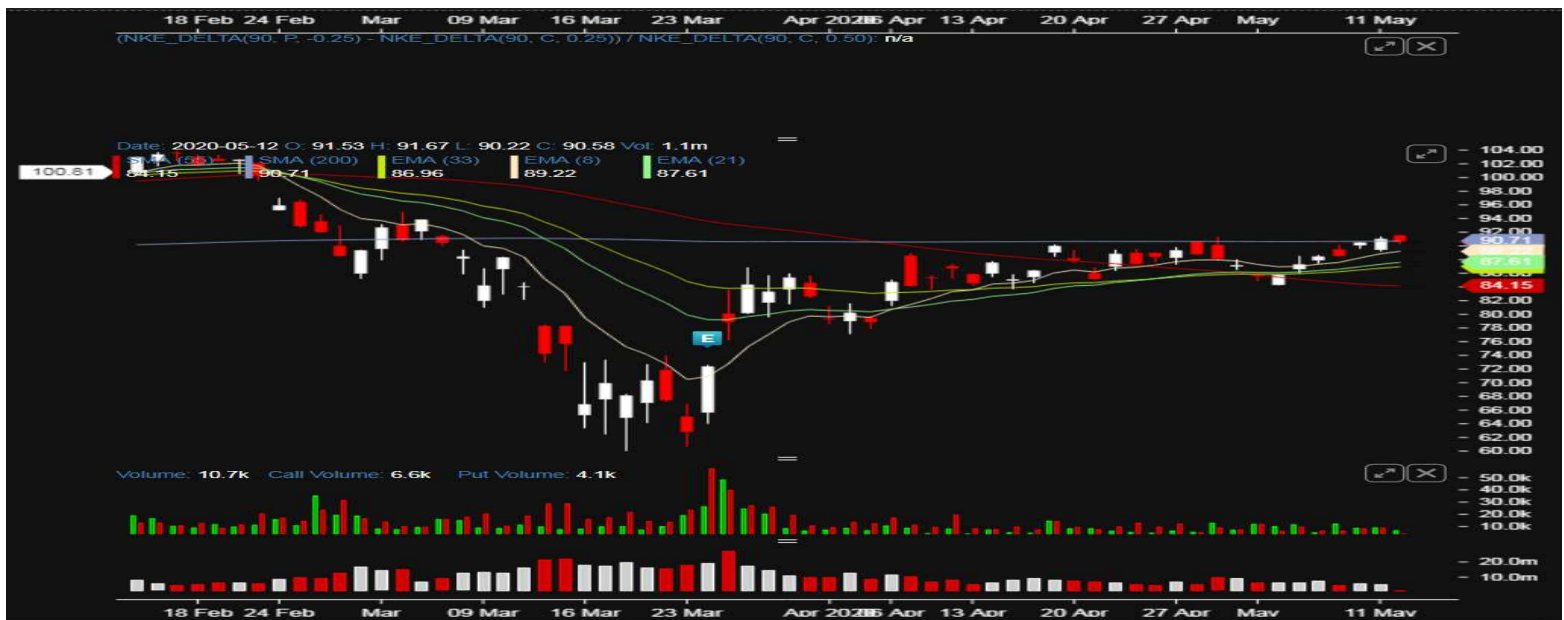 18 Feb 24 Feb Mar 09 Mar 16 Mar 23 Mar Apr 06 Apr 13 Apr 20 Apr 27 Apr May 11 May
(NKE_DELTA(90, P, -0.25) - NKE_DELTA(90, C, 0.25)) / NKE_DELTA(90, C, 0.50): n/a
Date: 2020-05-12 O: 91.53 H: 91.67 L: 90.22 C: 90.58 Vol: 1.1m
SMA (55) SMA (200) EMA (33) EMA (8) EMA (21)
84.15 90.71 86.96 89.22 87.61
100.81
104.00
102.00
100.00
98.00
96.00
94.00
92.00
90.71
87.61
84.15
82.00
80.00
78.00
76.00
E
74.00
72.00
70.00
68.00
66.00
64.00
62.00
60.00
Volume: 10.7k Call Volume: 6.6k Put Volume: 4.1k
50.0k
40.0k
30.0k
20.0k
10.0k
20.0m
10.0m
18 Feb 24 Feb Mar 09 Mar 16 Mar 23 Mar Apr 06 Apr 13 Apr 20 Apr 27 Apr May 11 May